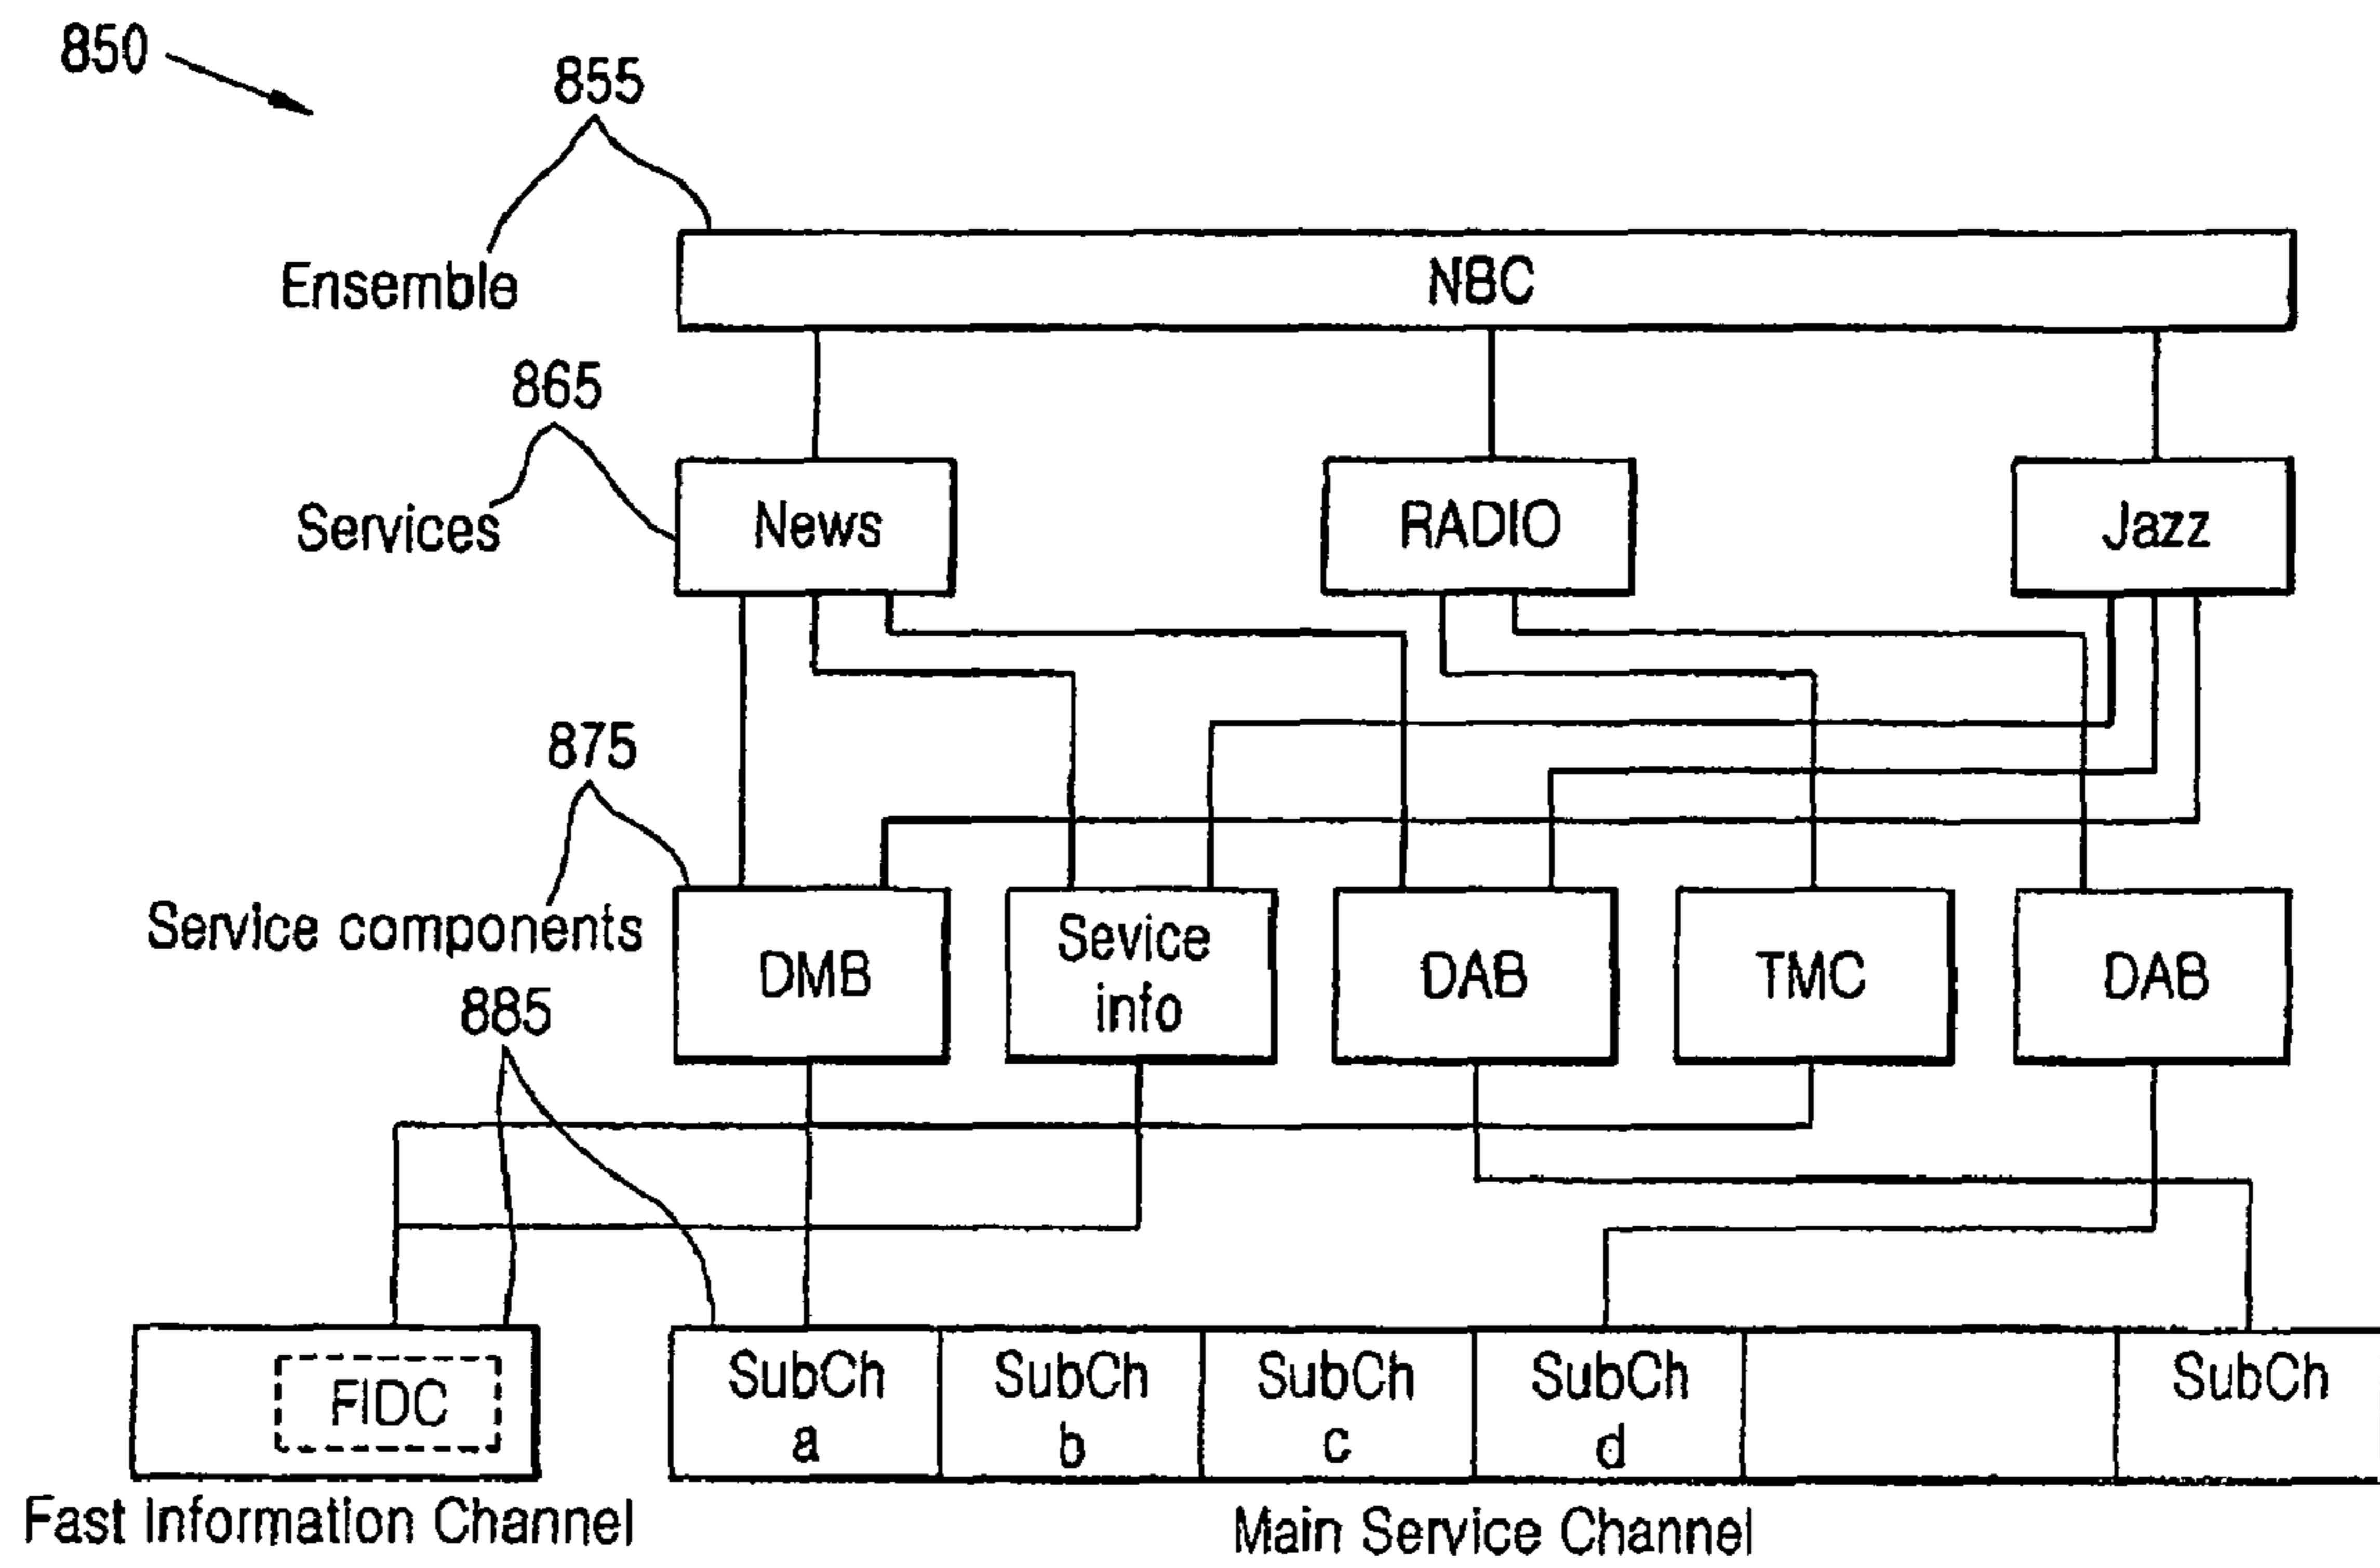 850
855
Ensemble
NBC
865
Services
News
RADIO
Jazz
875
Service components
DMB
Sevice
info
DAB
TMC
DAB
885
FIDC
SubCh
a
SubCh
b
SubCh
c
SubCh
d
SubCh
Fast Information Channel
Main Service Channel